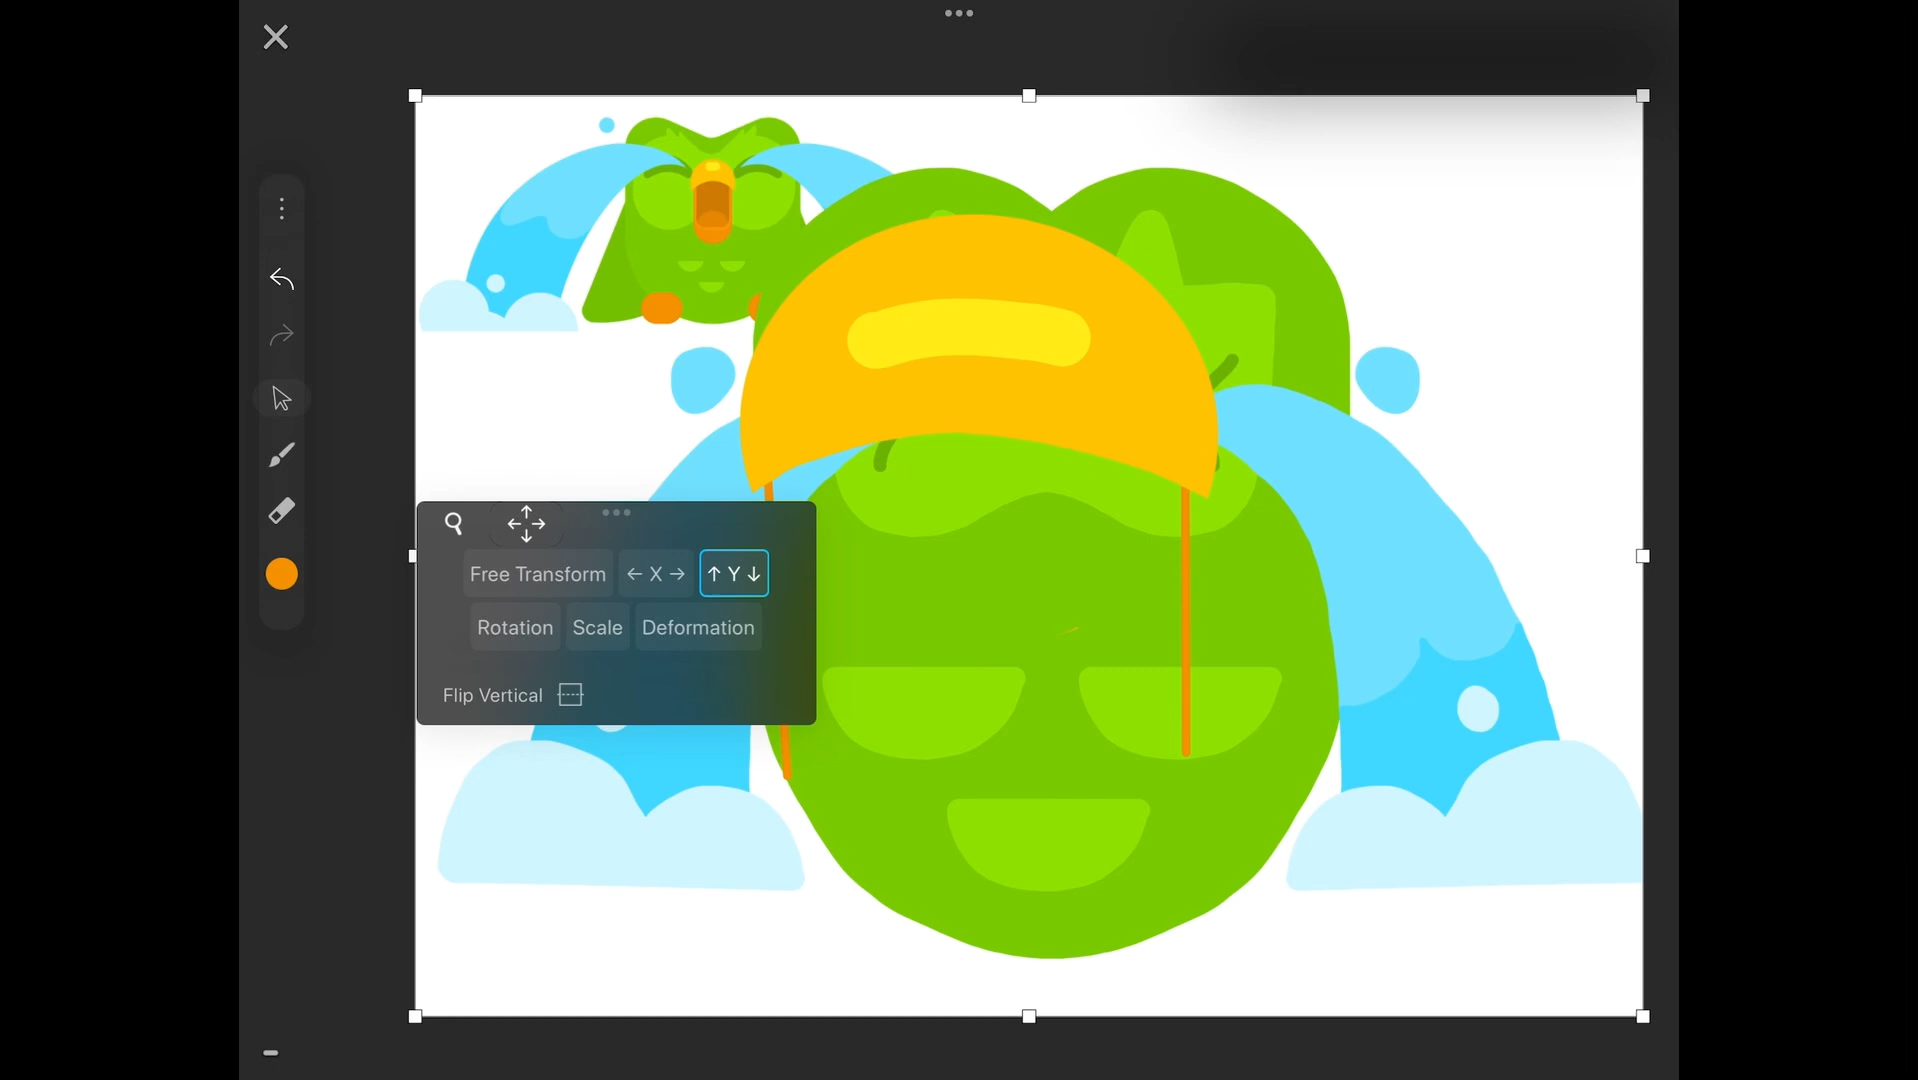 Free Transform ← X → ↑ Y ↓
Rotation Scale Deformation
Flip Vertical